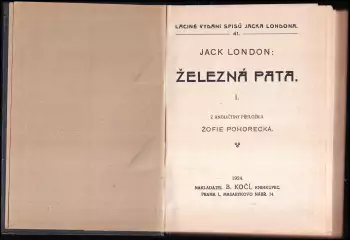 LACINÉ VYDÁNÍ SPISŮ JACKA LONDONA.
41.
JACK LONDON:
ŽELEZNÁ PATA.
I.
Z ANGLIČTINY PŘELOŽILA
ŽOFIE POHORECKÁ.
1924.
NAKLADATEL B. KOČÍ, KNIHKUPEC,
PRAHA I., MASARYKOVO NÁBŘ. 14.